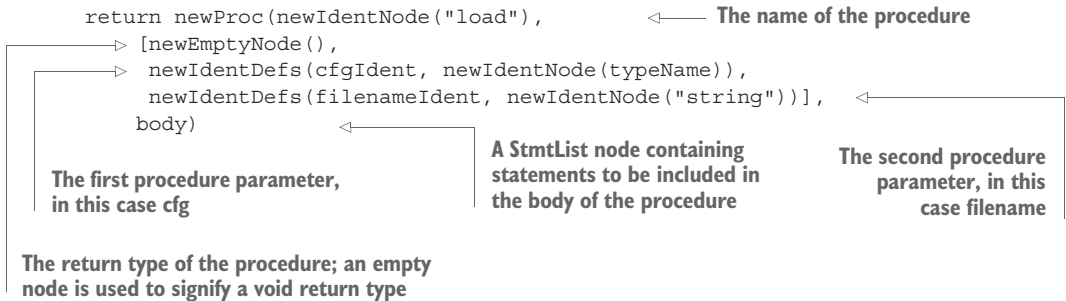 return newProc(newIdentNode("load"),
The name of the procedure
[newEmptyNode(),
newIdentDefs(cfgIdent, newIdentNode(typeName)),
newIdentDefs(filenameIdent, newIdentNode("string"))],
body)
A StmtList node containing
statements to be included in
the body of the procedure
The second procedure
parameter, in this
case filename
The first procedure parameter,
in this case cfg
The return type of the procedure; an empty
node is used to signify a void return type